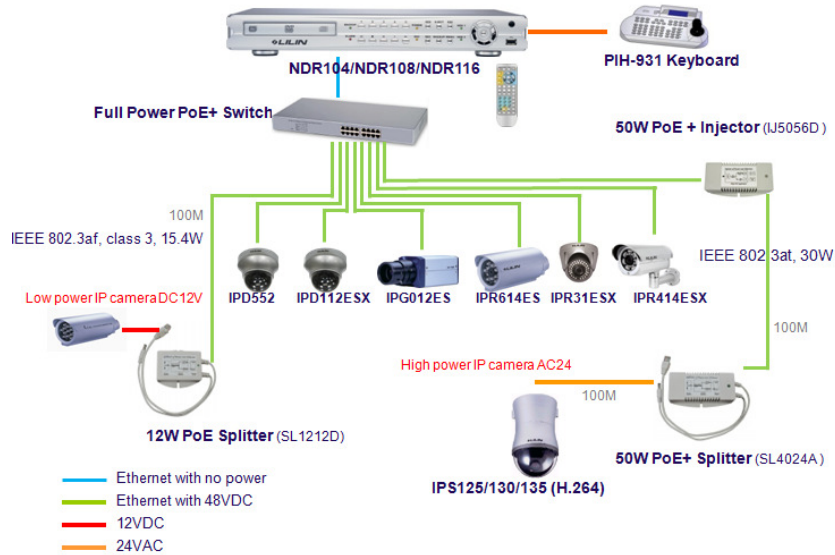 LILIN
NDR104/NDR108/NDR116
PIH-931 Keyboard
Full Power PoE+ Switch
50W PoE + Injector (IJ5056D )
100M
IEEE 802.3af, class 3, 15.4W
IEEE 802.3at, 30W
IPD552
IPD112ESX
IPG012ES
IPR614ES
IPR31ESX
IPR414ESX
Low power IP camera DC12V
100M
High power IP camera AC24
100M
12W PoE Splitter (SL1212D)
50W PoE+ Splitter (SL4024A )
IPS125/130/135 (H.264)
Ethernet with no power
Ethernet with 48VDC
12VDC
24VAC